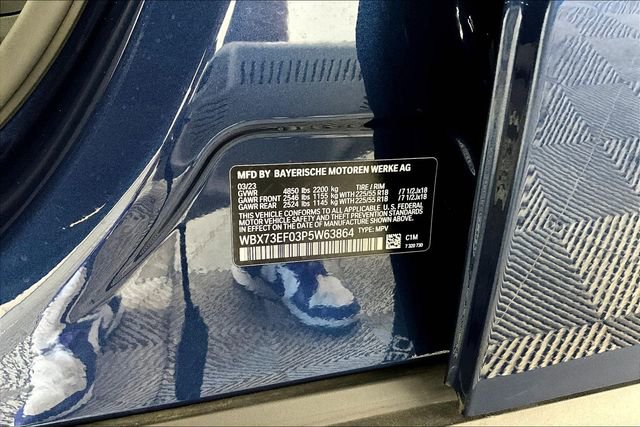 MFD BY BAYERISCHE MOTOREN WERKE AG
03/23
GVWR 4850 lbs 2200 kg TIRE / RIM
GAWR FRONT 2546 lbs 1155 kg WITH 225/55 R18 / 7 1/2Jx18
GAWR REAR 2524 lbs 1145 kg WITH 225/55 R18 / 7 1/2Jx18
THIS VEHICLE CONFORMS TO ALL APPLICABLE U.S. FEDERAL
MOTOR VEHICLE SAFETY, BUMPER, AND THEFT PREVENTION STANDARDS
IN EFFECT ON THE DATE OF MANUFACTURE SHOWN ABOVE.
WBX73EF03P5W63864 TYPE: MPV
C1M
7 320 730